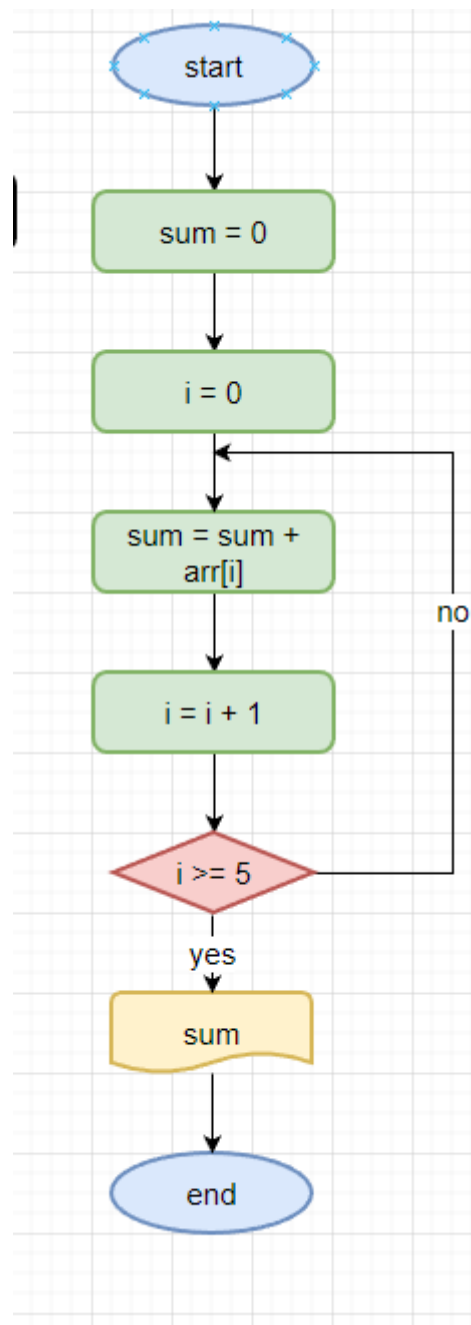 start
sum = 0
i = 0
sum = sum +
arr[i]
no
i = i + 1
i >= 5
yes
sum
end